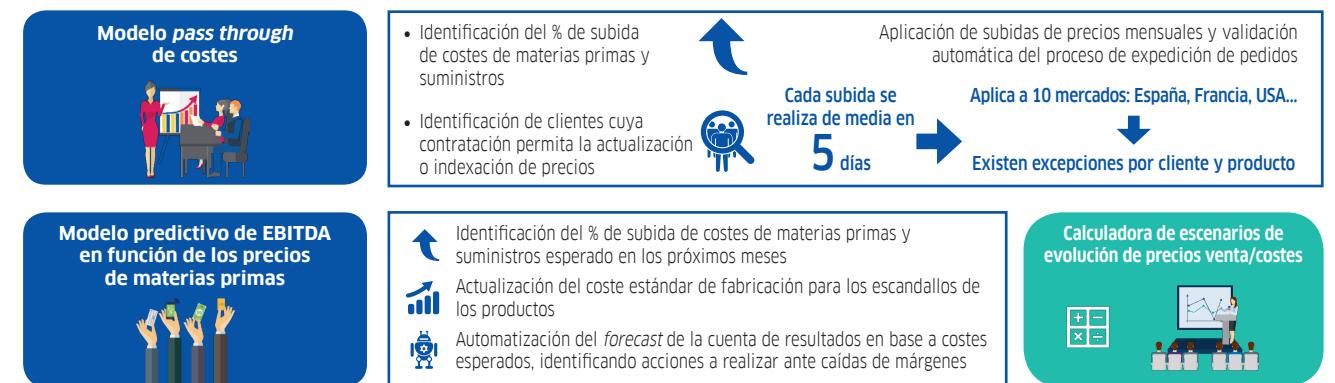 Modelo pass through
de costes
• Identificación del % de subida
de costes de materias primas y
suministros
• Identificación de clientes cuya
contratación permita la actualización
o indexación de precios
Cada subida se
realiza de media en
5 días
Aplicación de subidas de precios mensuales y validación
automática del proceso de expedición de pedidos
Aplica a 10 mercados: España, Francia, USA...
Existen excepciones por cliente y producto
Modelo predictivo de EBITDA
en función de los precios
de materias primas
Identificación del % de subida de costes de materias primas y
suministros esperado en los próximos meses
Actualización del coste estándar de fabricación para los escandallos de
los productos
Automatización del forecast de la cuenta de resultados en base a costes
esperados, identificando acciones a realizar ante caídas de márgenes
Calculadora de escenarios de
evolución de precios venta/costes